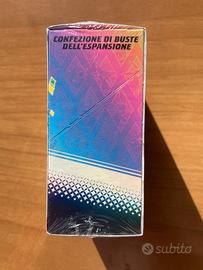 CONFEZIONE DI BUSTE
DELL'ESPANSIONE
subito